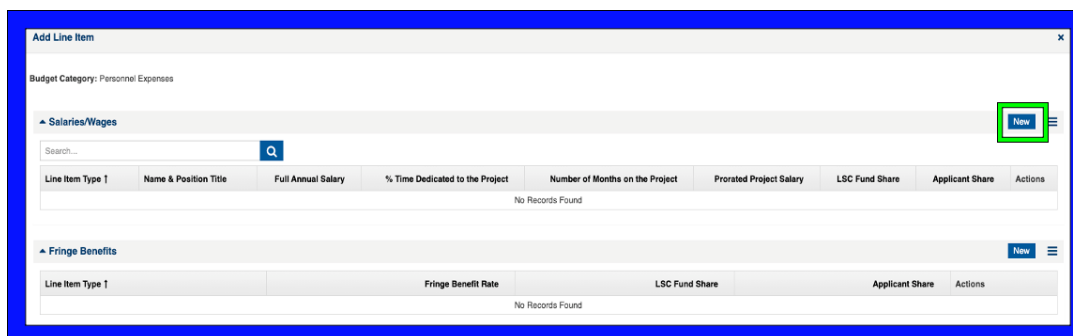 Add Line Item ×
Budget Category: Personnel Expenses
Salaries/Wages New
Search...
Line Item Type ↑ Name & Position Title Full Annual Salary % Time Dedicated to the Project Number of Months on the Project Prorated Project Salary LSC Fund Share Applicant Share Actions
No Records Found
Fringe Benefits New
Line Item Type ↑ Fringe Benefit Rate LSC Fund Share Applicant Share Actions
No Records Found